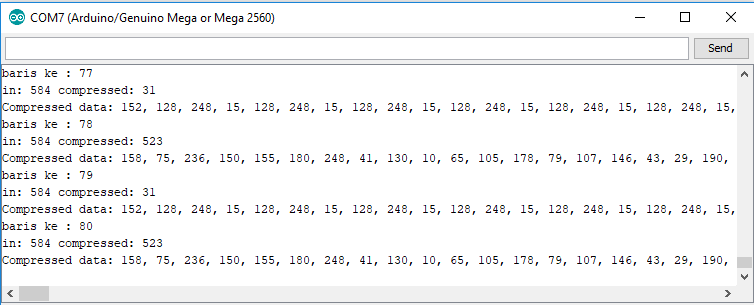 COM7 (Arduino/Genuino Mega or Mega 2560)
Send
baris ke : 77
in: 584 compressed: 31
Compressed data: 152, 128, 248, 15, 128, 248, 15, 128, 248, 15, 128, 248, 15, 128, 248, 15, 128, 248, 15,
baris ke : 78
in: 584 compressed: 523
Compressed data: 158, 75, 236, 150, 155, 180, 248, 41, 130, 10, 65, 105, 178, 79, 107, 146, 43, 29, 190,
baris ke : 79
in: 584 compressed: 31
Compressed data: 152, 128, 248, 15, 128, 248, 15, 128, 248, 15, 128, 248, 15, 128, 248, 15, 128, 248, 15,
baris ke : 80
in: 584 compressed: 523
Compressed data: 158, 75, 236, 150, 155, 180, 248, 41, 130, 10, 65, 105, 178, 79, 107, 146, 43, 29, 190,